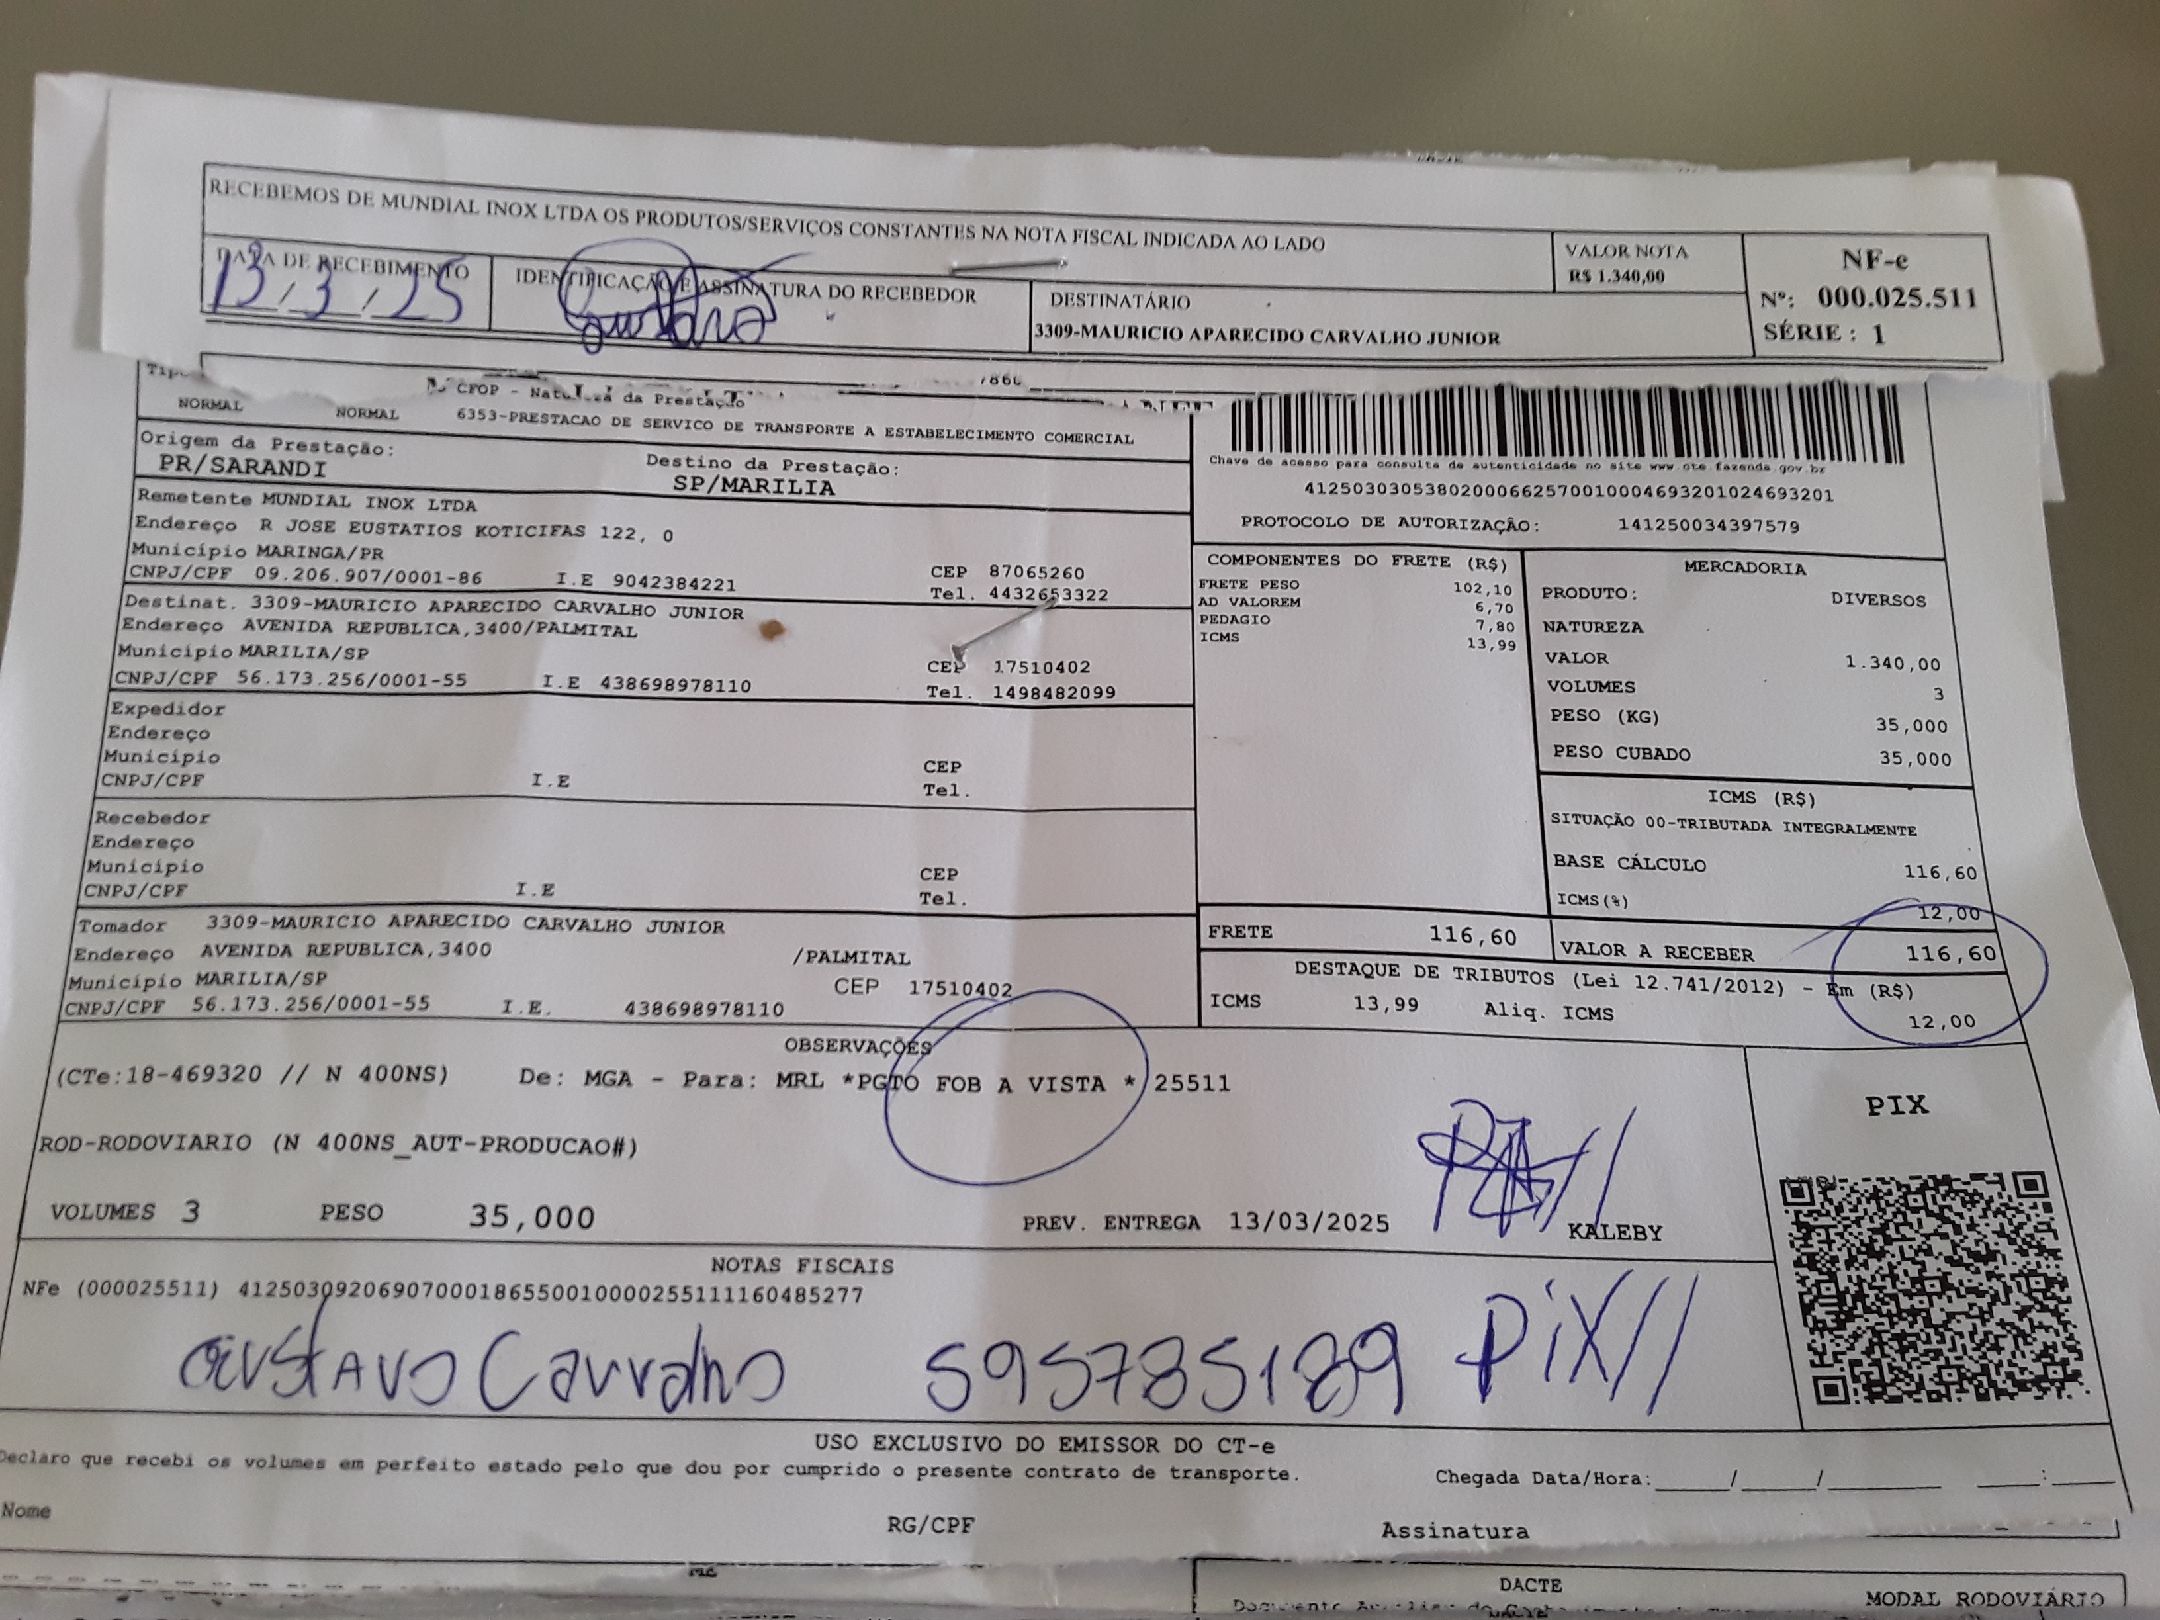 RECEBEMOS DE MUNDIAL INOX LTDA OS PRODUTOS/SERVIÇOS CONSTANTES NA NOTA FISCAL INDICADA AO LADO
VALOR NOTA
R$ 1.340,00
NF-e
Nº: 000.025.511
SÉRIE : 1
DATA DE RECEBIMENTO
13/3/25
IDENTIFICAÇÃO E ASSINATURA DO RECEBEDOR
Gustavo
DESTINATÁRIO
3309-MAURICIO APARECIDO CARVALHO JUNIOR
CFOP - Natureza da Prestação
NORMAL NORMAL 6353-PRESTACAO DE SERVICO DE TRANSPORTE A ESTABELECIMENTO COMERCIAL
Origem da Prestação: Destino da Prestação:
PR/SARANDI SP/MARILIA
Remetente MUNDIAL INOX LTDA
Endereço R JOSE EUSTATIOS KOTICIFAS 122, 0
Município MARINGA/PR CEP 87065260
CNPJ/CPF 09.206.907/0001-86 I.E 9042384221 Tel. 4432653322
Destinat. 3309-MAURICIO APARECIDO CARVALHO JUNIOR
Endereço AVENIDA REPUBLICA,3400/PALMITAL
Municipio MARILIA/SP CEP 17510402
CNPJ/CPF 56.173.256/0001-55 I.E 438698978110 Tel. 1498482099
Expedidor
Endereço
Município CEP
CNPJ/CPF I.E Tel.
Recebedor
Endereço
Município CEP
CNPJ/CPF I.E Tel.
Tomador 3309-MAURICIO APARECIDO CARVALHO JUNIOR
Endereço AVENIDA REPUBLICA,3400 /PALMITAL
Município MARILIA/SP CEP 17510402
CNPJ/CPF 56.173.256/0001-55 I.E. 438698978110
Chave de acesso para consulta de autenticidade no site www.cte.fazenda.gov.br
41250303053802000662570010004693201024693201
PROTOCOLO DE AUTORIZAÇÃO: 141250034397579
COMPONENTES DO FRETE (R$)
FRETE PESO 102,10
AD VALOREM 6,70
PEDAGIO 7,80
ICMS 13,99
MERCADORIA
PRODUTO: DIVERSOS
NATUREZA
VALOR 1.340,00
VOLUMES 3
PESO (KG) 35,000
PESO CUBADO 35,000
ICMS (R$)
SITUAÇÃO 00-TRIBUTADA INTEGRALMENTE
BASE CÁLCULO 116,60
ICMS(%) 12,00
FRETE 116,60 VALOR A RECEBER 116,60
DESTAQUE DE TRIBUTOS (Lei 12.741/2012) - Em (R$)
ICMS 13,99 Aliq. ICMS 12,00
OBSERVAÇÕES
(CTe:18-469320 // N 400NS) De: MGA - Para: MRL *PGTO FOB A VISTA * 25511
ROD-RODOVIARIO (N 400NS_AUT-PRODUCAO#)
VOLUMES 3 PESO 35,000 PREV. ENTREGA 13/03/2025 KALEBY
PIX
NOTAS FISCAIS
NFe (000025511) 41250309206907000186550010000255111160485277
Gustavo Carvalho 595785189 Pix//
USO EXCLUSIVO DO EMISSOR DO CT-e
Declaro que recebi os volumes em perfeito estado pelo que dou por cumprido o presente contrato de transporte. Chegada Data/Hora:____/____/______ ___:___
Nome RG/CPF Assinatura
DACTE MODAL RODOVIÁRIO